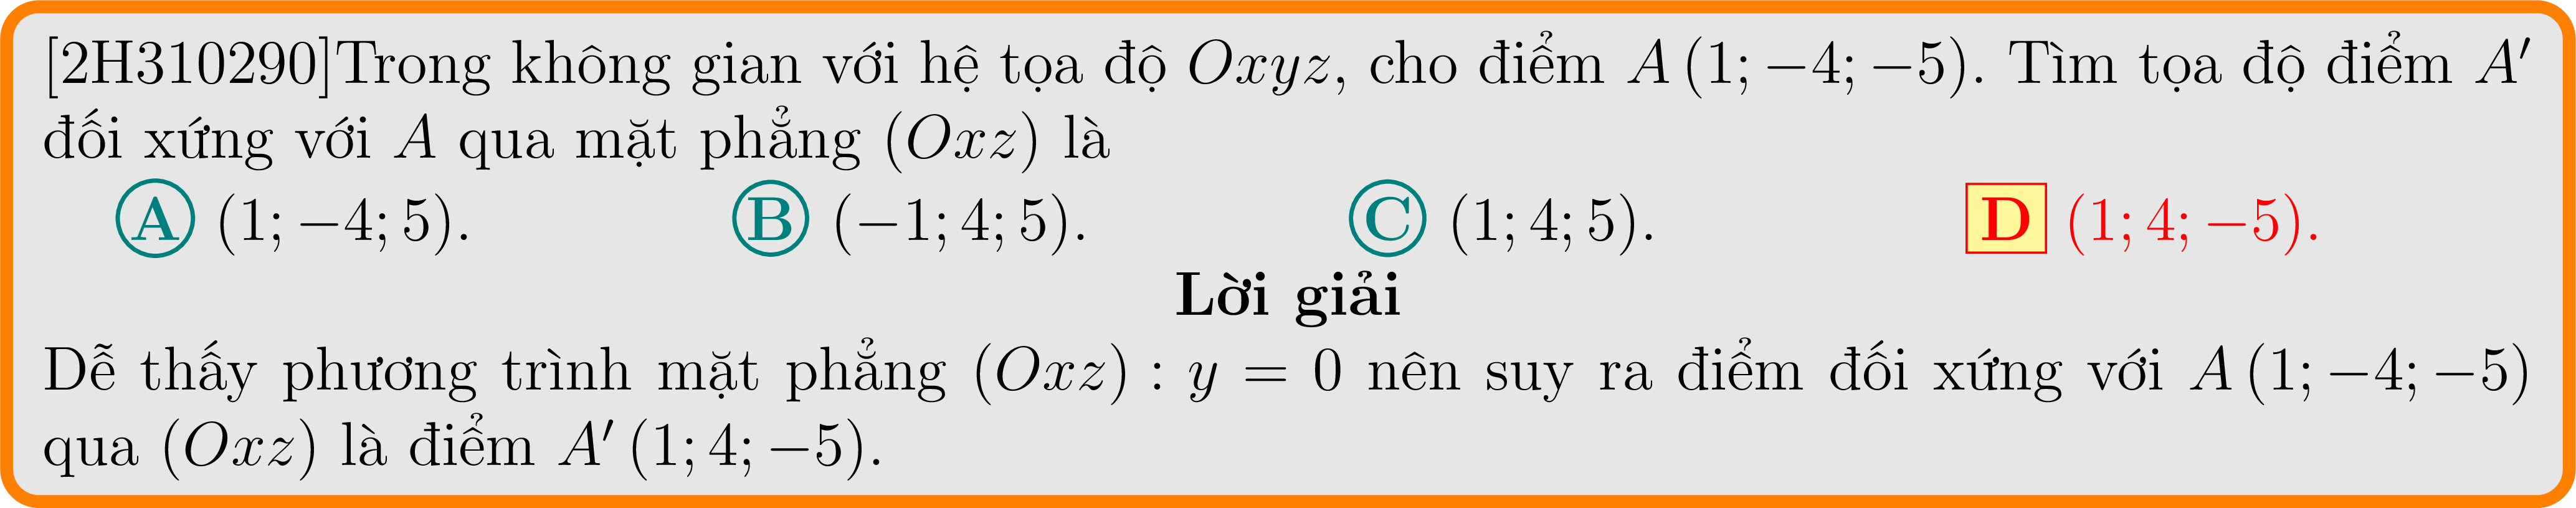 [2H310290]Trong không gian với hệ tọa độ Oxyz, cho điểm A (1; −4; −5). Tìm tọa độ điểm A′
đối xứng với A qua mặt phẳng (Oxz) là
A (1; −4; 5). B (−1; 4; 5). C (1; 4; 5). D (1; 4; −5).
Lời giải
Dễ thấy phương trình mặt phẳng (Oxz) : y = 0 nên suy ra điểm đối xứng với A (1; −4; −5)
qua (Oxz) là điểm A′ (1; 4; −5).